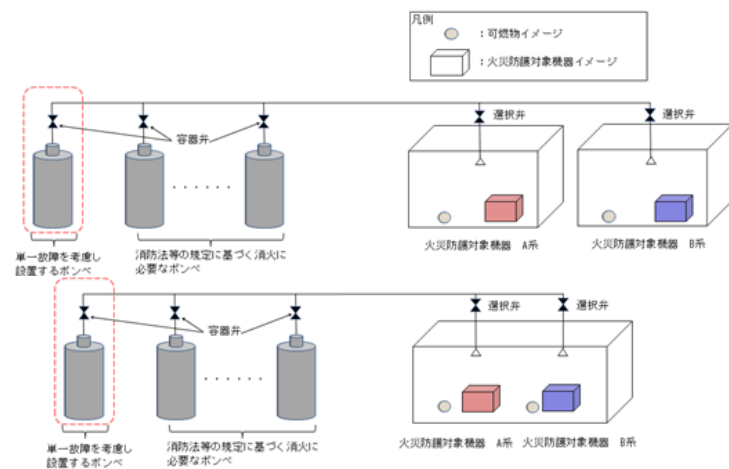 凡例
：可燃物イメージ
：火災防護対象機器イメージ
容器弁
選択弁
選択弁
単一故障を考慮し
設置するボンベ
消防法等の規定に基づく消火に
必要なボンベ
火災防護対象機器 A系
火災防護対象機器 B系
容器弁
選択弁
選択弁
単一故障を考慮し
設置するボンベ
消防法等の規定に基づく消火に
必要なボンベ
火災防護対象機器 A系
火災防護対象機器 B系